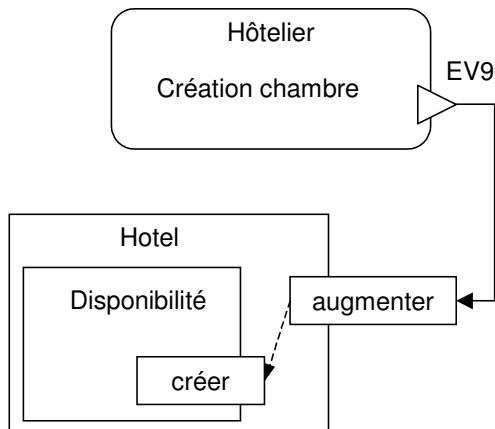 Hôtelier
EV9
Création chambre
Hotel
Disponibilité
augmenter
créer